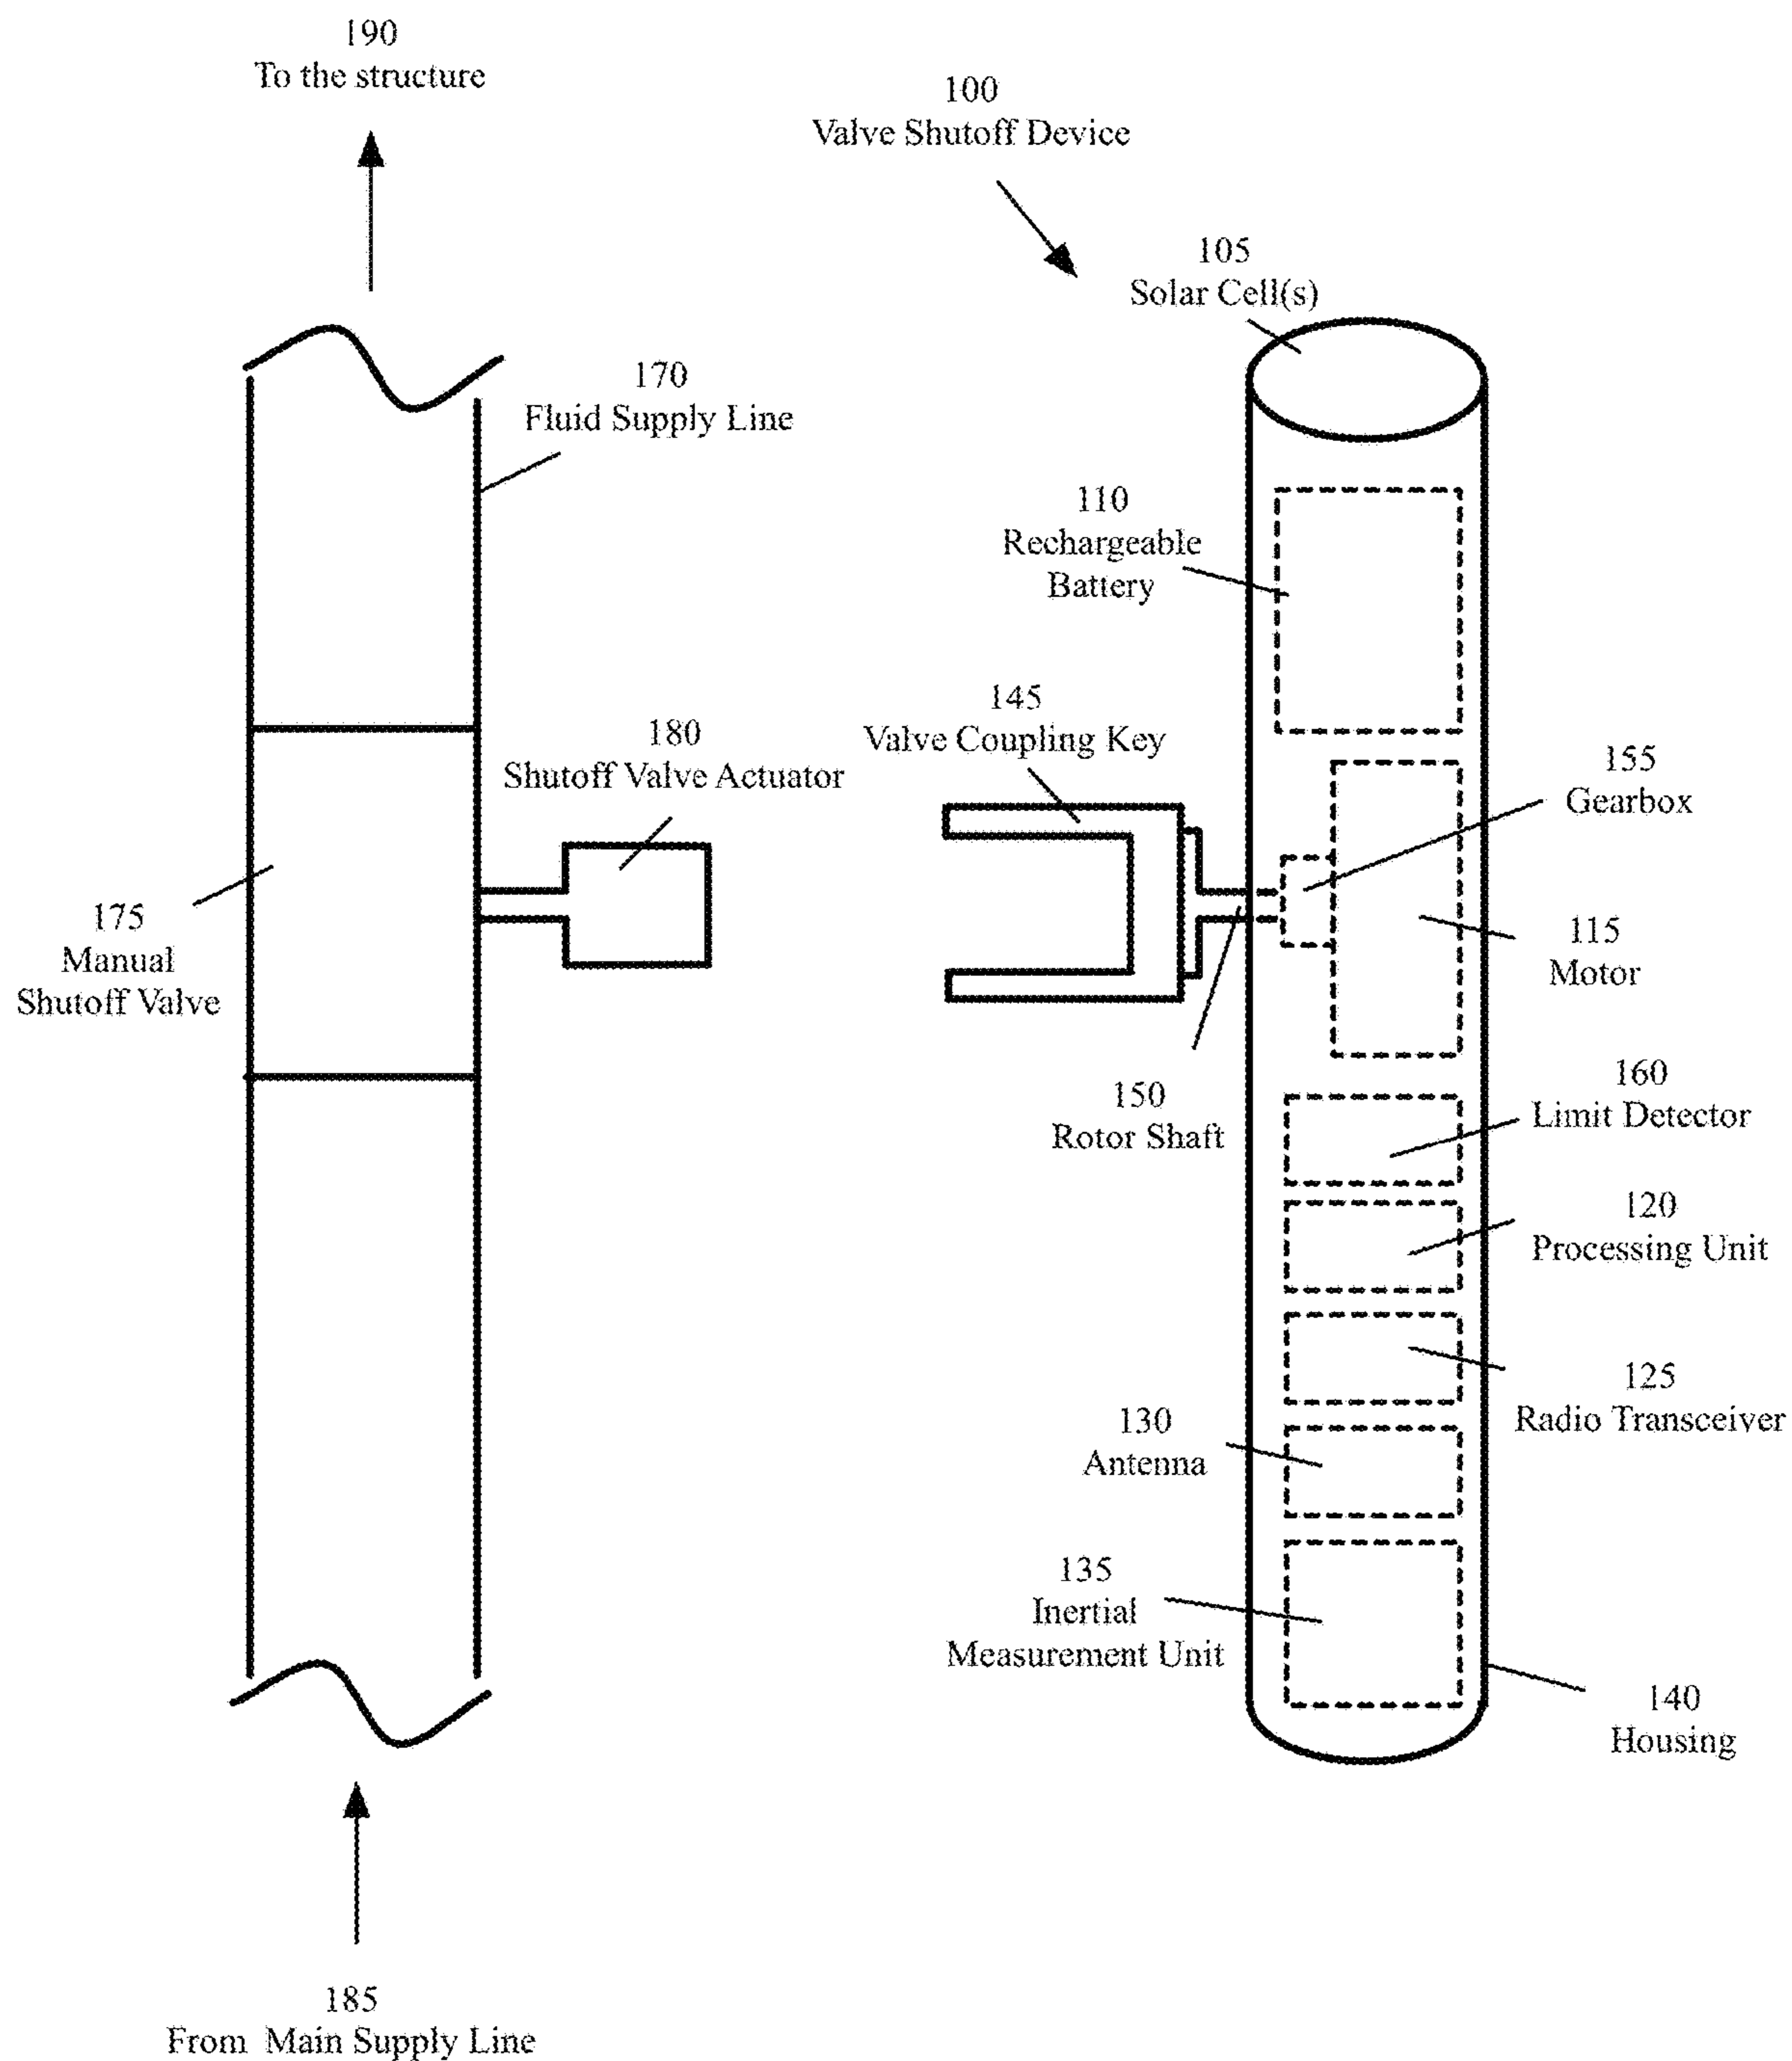 190
To the structure
100
Valve Shutoff Device
105
Solar Cell(s)
170
Fluid Supply Line
110
Rechargeable
Battery
145
Valve Coupling Key
180
Shutoff Valve Actuator
155
Gearbox
175
Manual
Shutoff Valve
115
Motor
150
Rotor Shaft
160
Limit Detector
120
Processing Unit
125
Radio Transceiver
130
Antenna
135
Inertial
Measurement Unit
140
Housing
185
From Main Supply Line